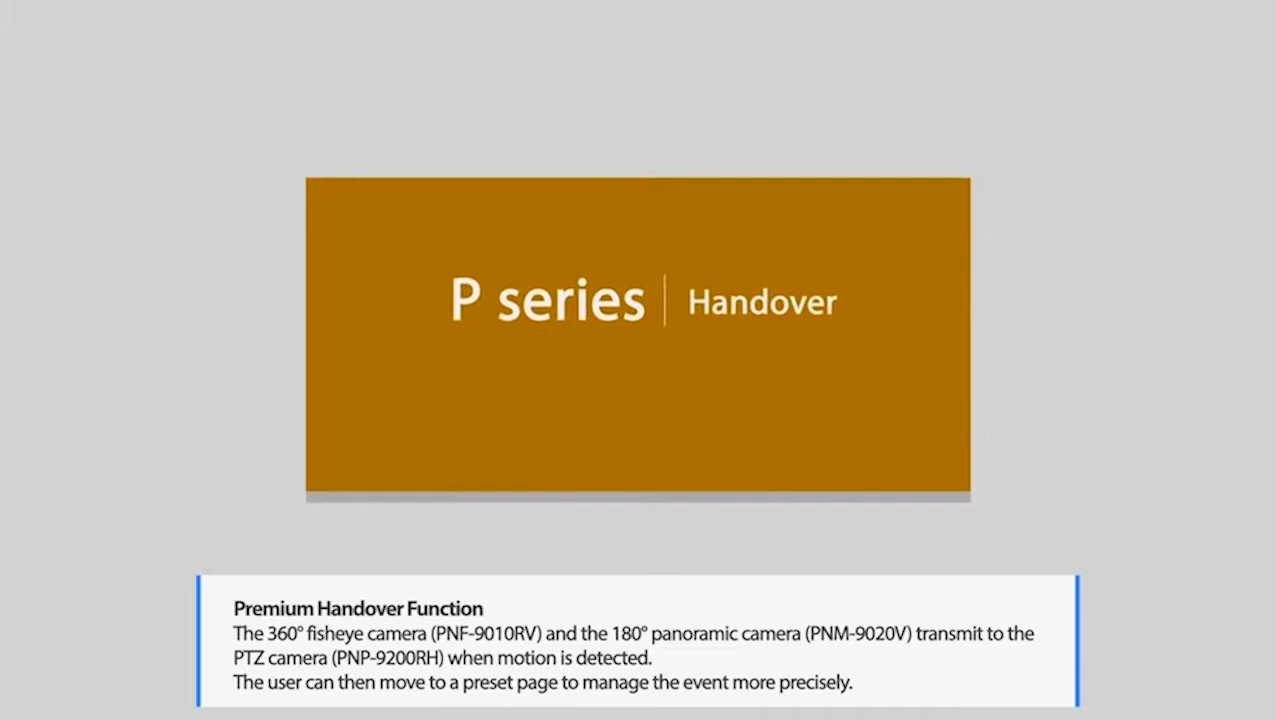 P series | Handover
Premium Handover Function
The 360° fisheye camera (PNF-9010RV) and the 180° panoramic camera (PNM-9020V) transmit to the
PTZ camera (PNP-9200RH) when motion is detected.
The user can then move to a preset page to manage the event more precisely.